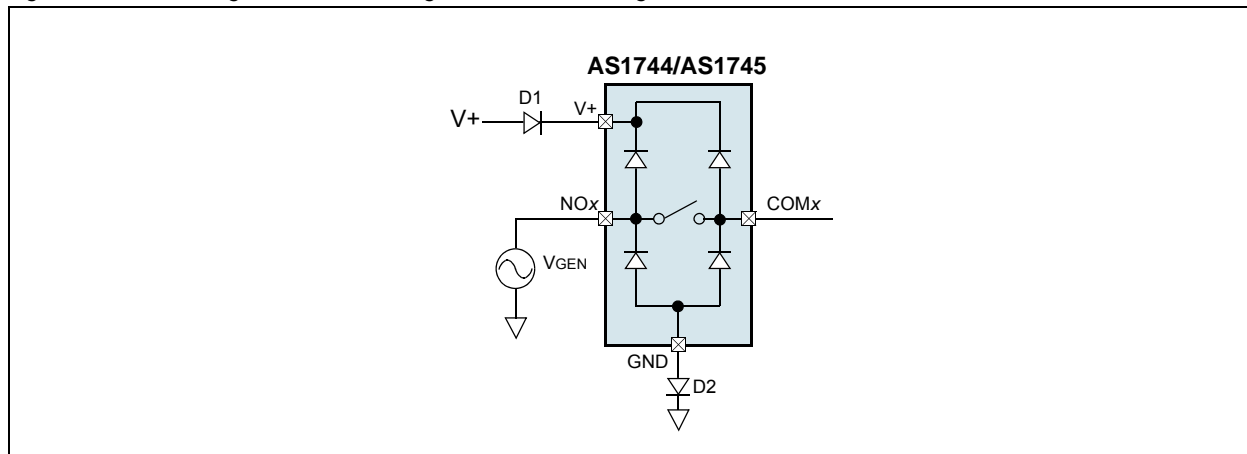 AS1744/AS1745
D1
V+
V+
NOx
COMx
VGEN
GND
D2